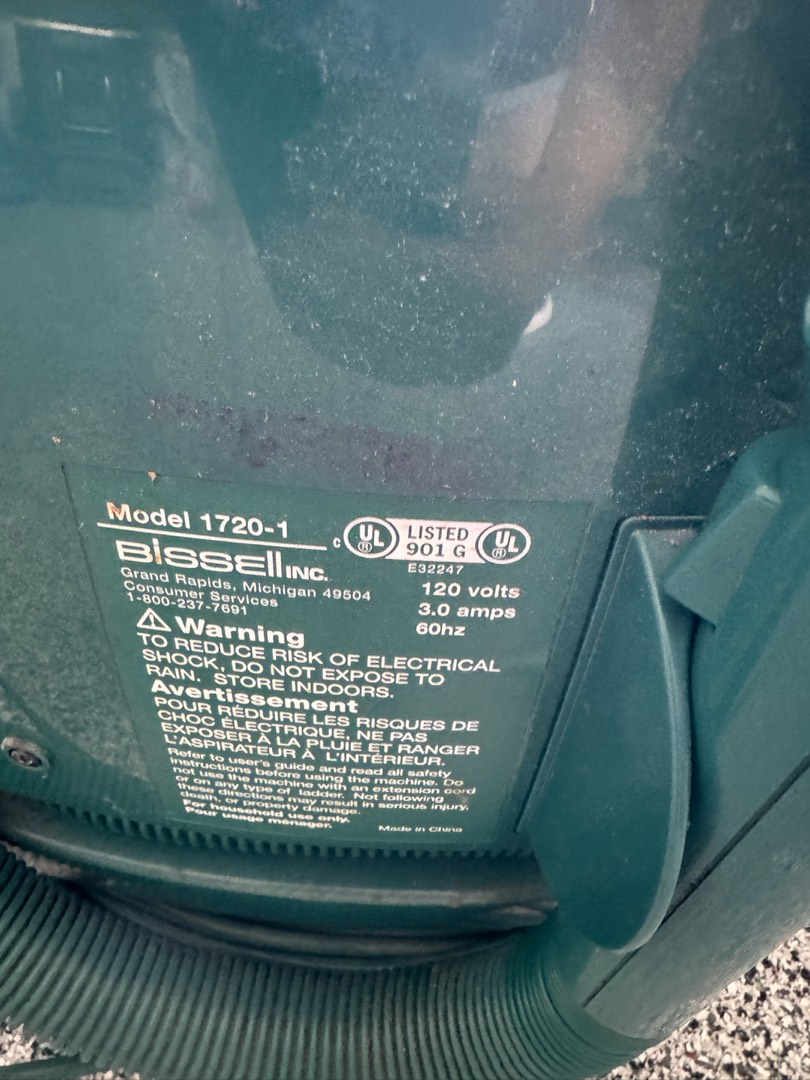 Model 1720-1
C UL ® LISTED 901 G UL ®
E32247
BISSELL INC.
Grand Rapids, Michigan 49504
Consumer Services
1-800-237-7691
120 volts
3.0 amps
60hz
Warning
TO REDUCE RISK OF ELECTRICAL
SHOCK, DO NOT EXPOSE TO
RAIN. STORE INDOORS.
Avertissement
POUR RÉDUIRE LES RISQUES DE
CHOC ÉLECTRIQUE, NE PAS
EXPOSER À LA PLUIE ET RANGER
L'ASPIRATEUR À L'INTÉRIEUR.
Refer to user's guide and read all safety
instructions before using the machine. Do
not use the machine with an extension cord
or on any type of ladder. Not following
these directions may result in serious injury,
death, or property damage.
For household use only.
Pour usage ménager.
Made in China